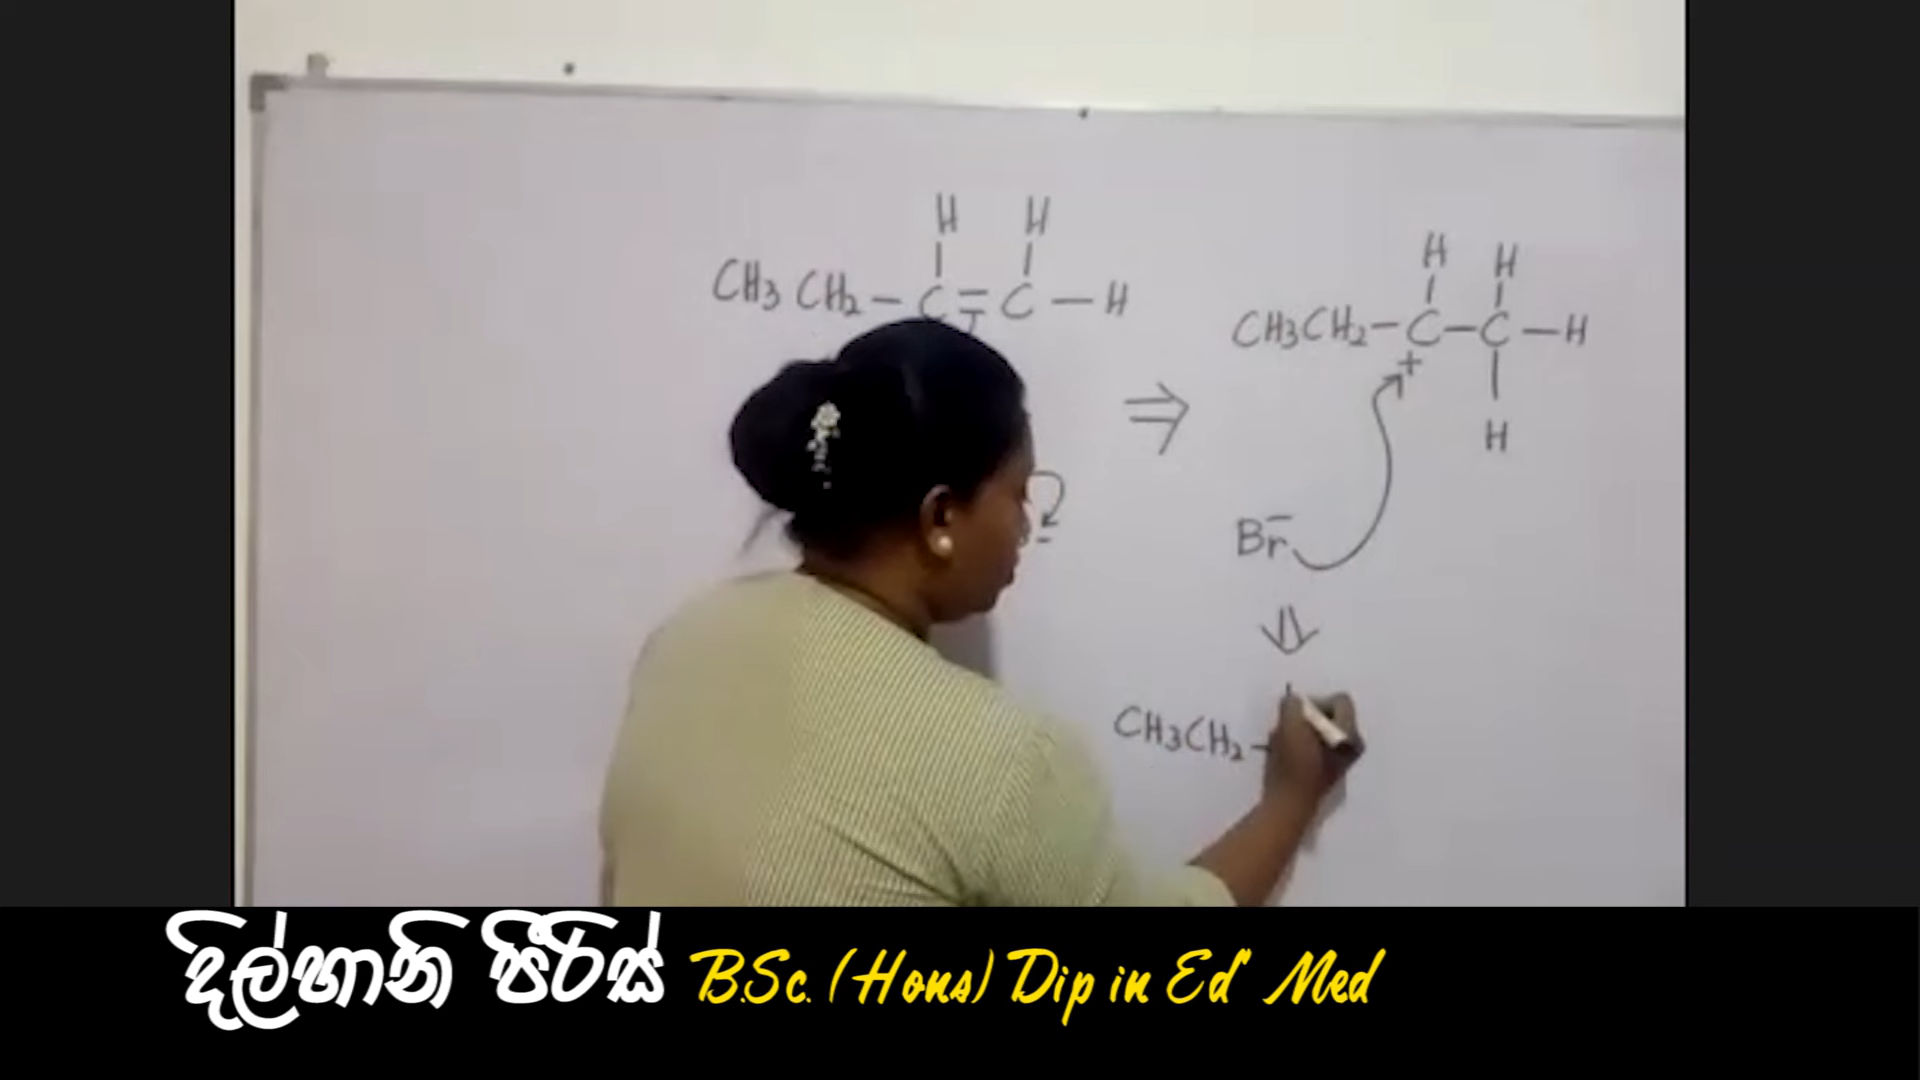 H H
CH3 CH2 – C = C – H
H H
CH3CH2 – C – C – H
+
H
Br–
CH3CH2 –
දිල්හානි පීරිස් B.Sc. (Hons) Dip in Ed Med